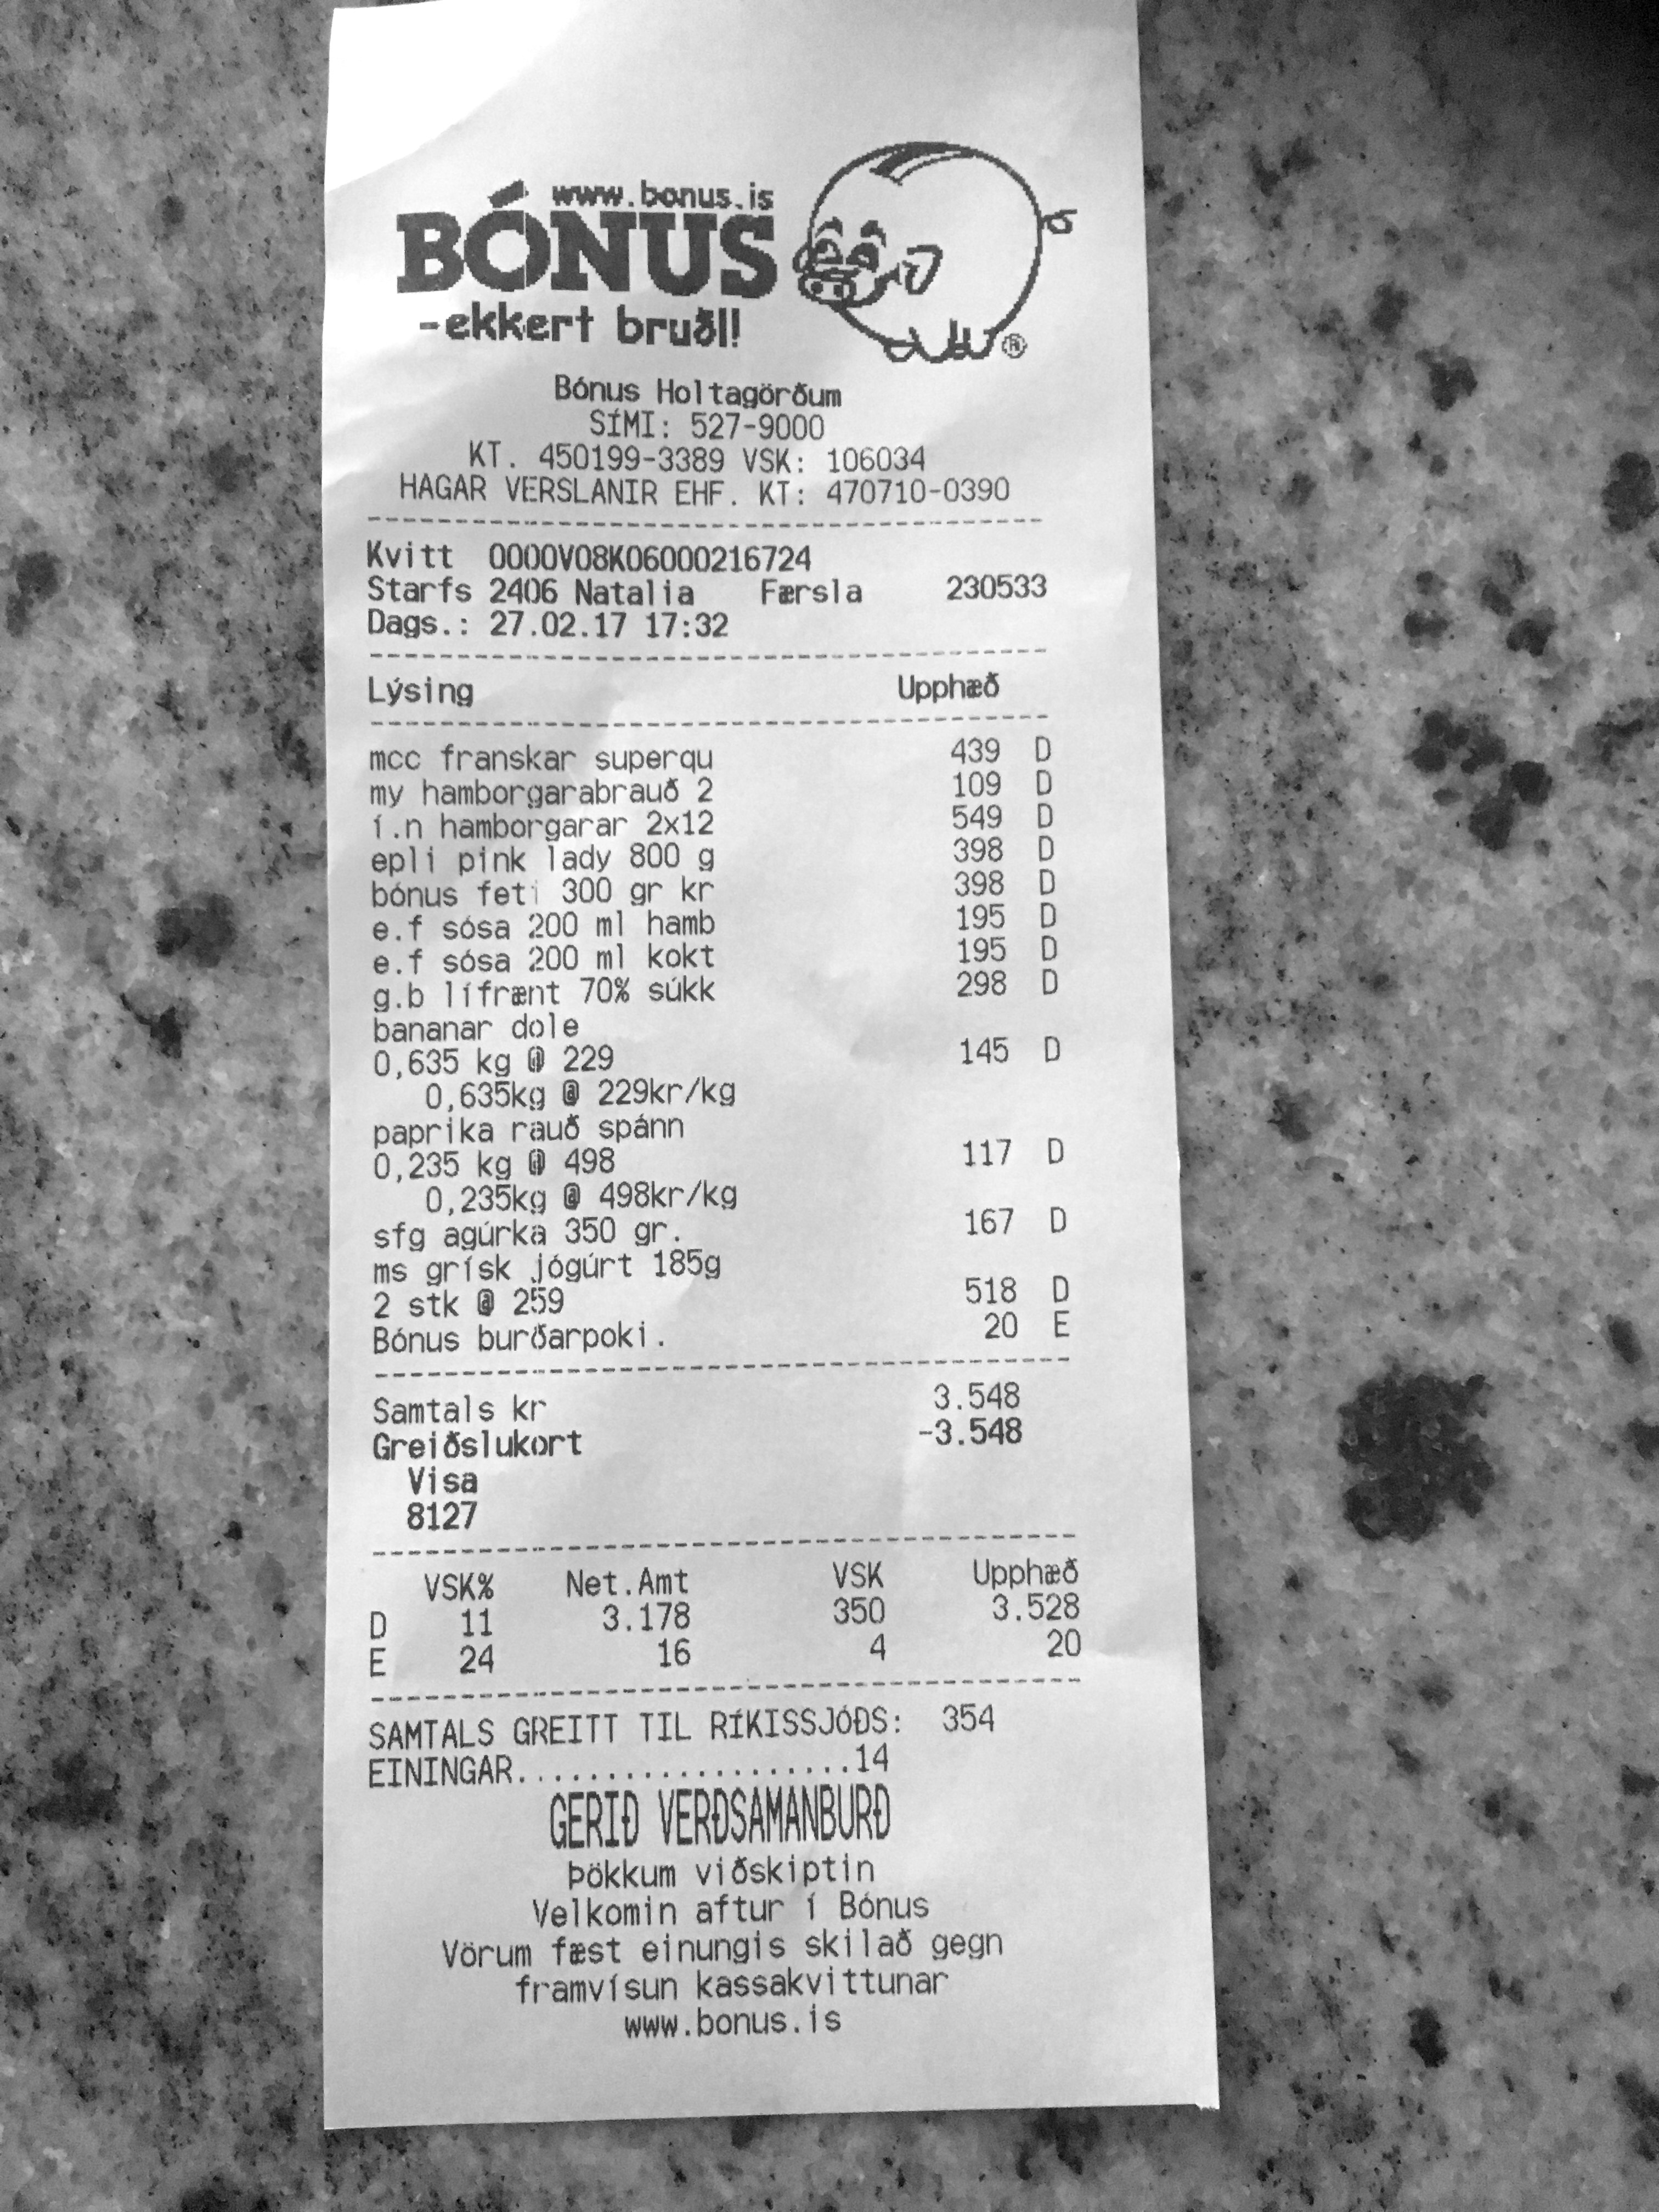 www.bonus.is
BÓNUS
-ekkert bruðl!
®
Bónus Holtagörðum
SÍMI: 527-9000
KT. 450199-3389 VSK: 106034
HAGAR VERSLANIR EHF. KT: 470710-0390
Kvitt 0000V08K06000216724
Starfs 2406 Natalia Færsla 230533
Dags.: 27.02.17 17:32
Lýsing Upphæð
mcc franskar superqu 439 D
my hamborgarabrauð 2 109 D
í.n hamborgarar 2x12 549 D
epli pink lady 800 g 398 D
bónus feti 300 gr kr 398 D
e.f sósa 200 ml hamb 195 D
e.f sósa 200 ml kokt 195 D
g.b lífrænt 70% súkk 298 D
bananar dole
0,635 kg @ 229 145 D
0,635kg @ 229kr/kg
paprika rauð spánn
0,235 kg @ 498 117 D
0,235kg @ 498kr/kg
sfg agúrka 350 gr. 167 D
ms grísk jógúrt 185g
2 stk @ 259 518 D
Bónus burðarpoki. 20 E
Samtals kr 3.548
Greiðslukort -3.548
Visa
8127
VSK% Net.Amt VSK Upphæð
D 11 3.178 350 3.528
E 24 16 4 20
SAMTALS GREITT TIL RÍKISSJÓÐS: 354
EININGAR...................14
GERIÐ VERÐSAMANBURÐ
Þökkum viðskiptin
Velkomin aftur í Bónus
Vörum fæst einungis skilað gegn
framvísun kassakvittunar
www.bonus.is